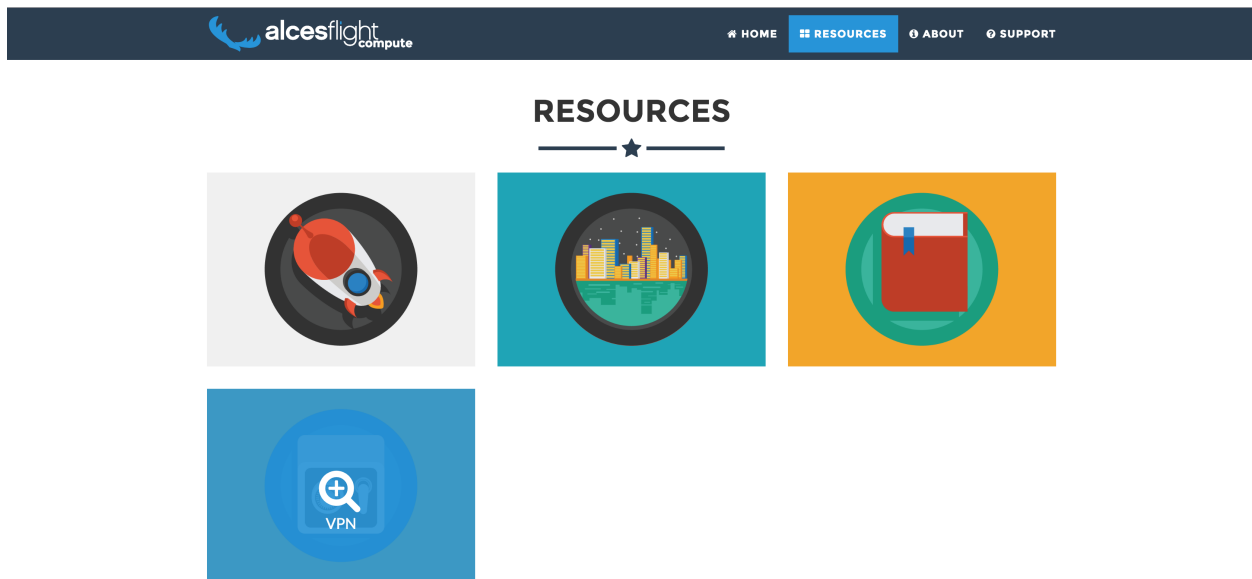 alcesflight
compute
HOME
RESOURCES
ABOUT
SUPPORT
RESOURCES
VPN